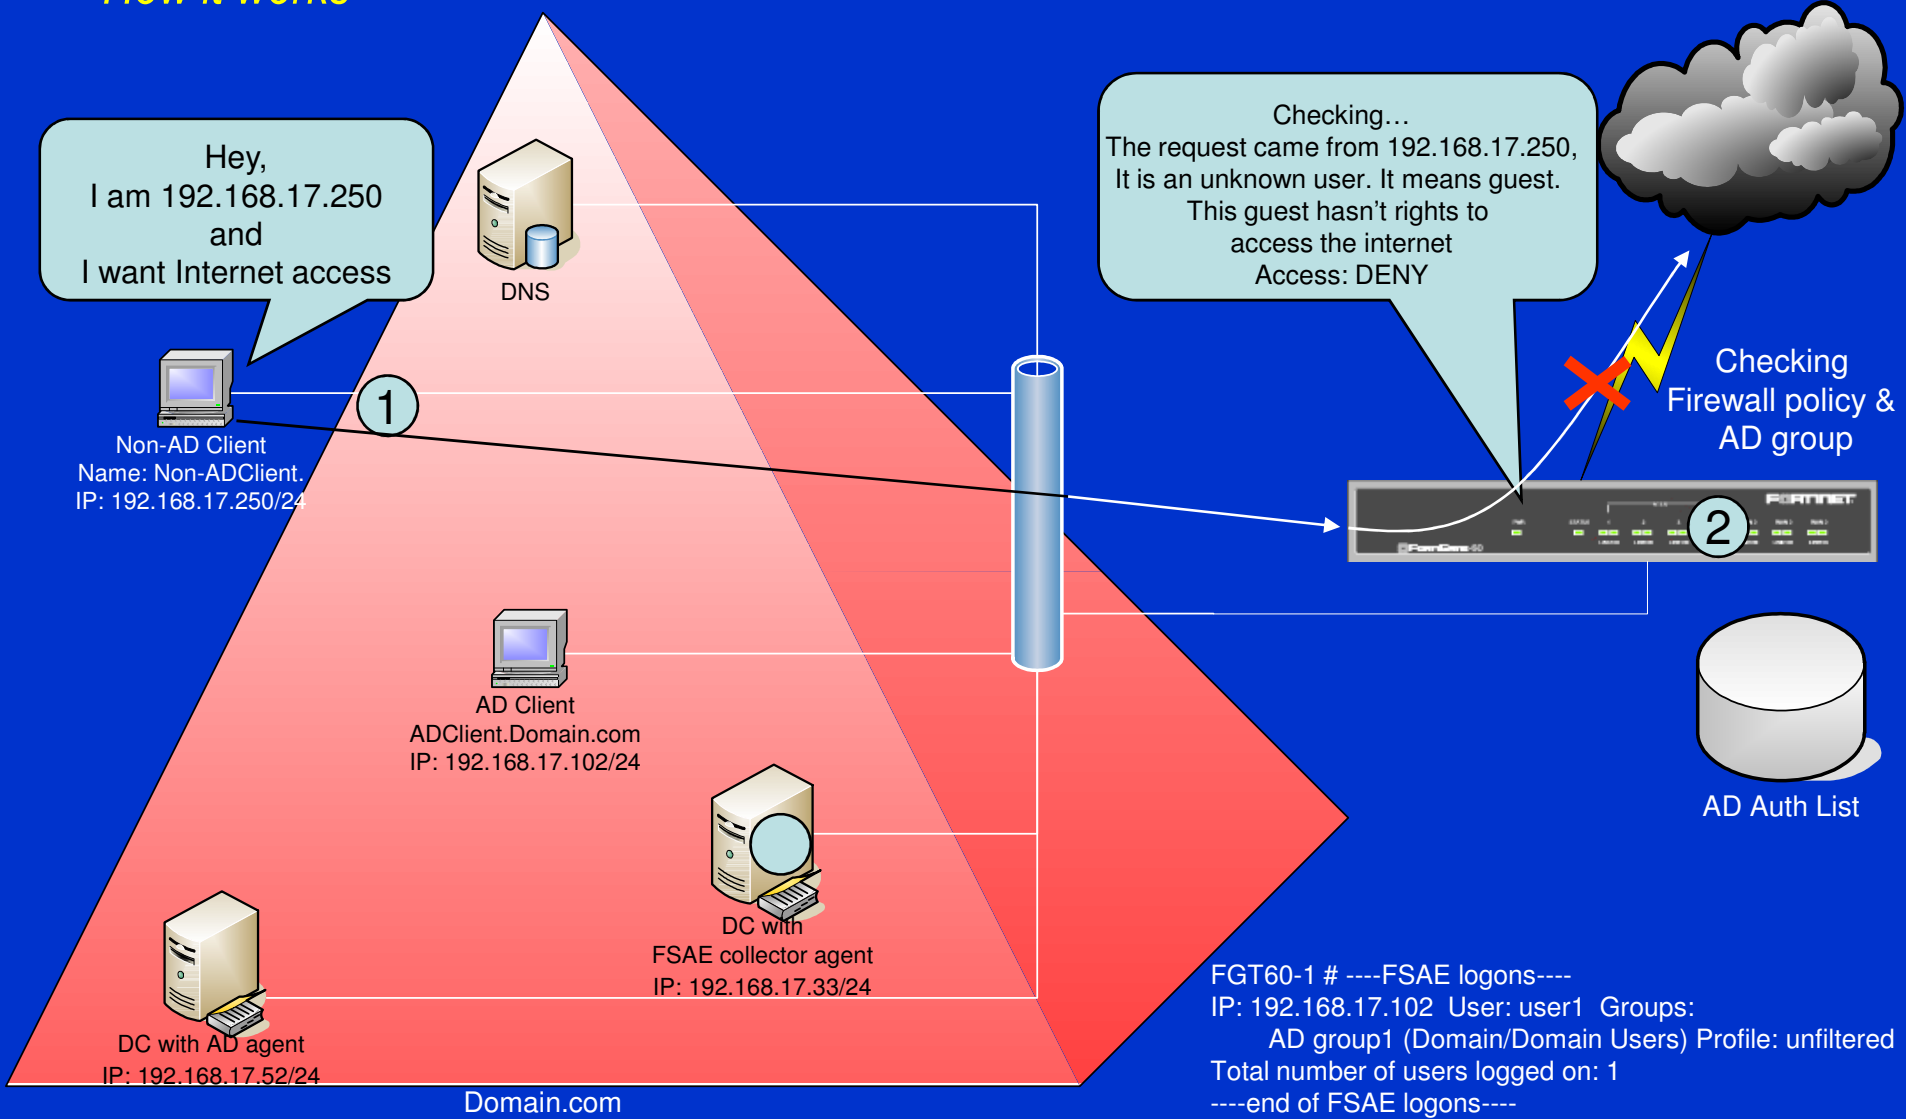 How it works
Hey,
I am 192.168.17.250
and
I want Internet access
DNS
Checking…
The request came from 192.168.17.250,
It is an unknown user. It means guest.
This guest hasn’t rights to
access the internet
Access: DENY
Checking
Firewall policy &
AD group
1
Non-AD Client
Name: Non-ADClient.
IP: 192.168.17.250/24
FORTINET
2
FortiGate-60
AD Client
ADClient.Domain.com
IP: 192.168.17.102/24
AD Auth List
DC with
FSAE collector agent
IP: 192.168.17.33/24
DC with AD agent
IP: 192.168.17.52/24
Domain.com
FGT60-1 # ----FSAE logons----
IP: 192.168.17.102  User: user1  Groups:
AD group1 (Domain/Domain Users) Profile: unfiltered
Total number of users logged on: 1
----end of FSAE logons----